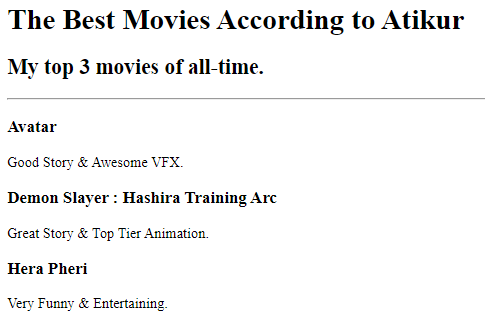 The Best Movies According to Atikur
My top 3 movies of all-time.
Avatar
Good Story & Awesome VFX.
Demon Slayer : Hashira Training Arc
Great Story & Top Tier Animation.
Hera Pheri
Very Funny & Entertaining.